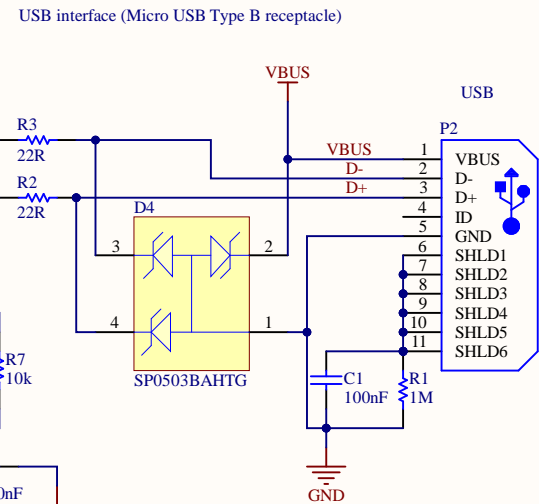 USB interface (Micro USB Type B receptacle)
VBUS
USB
R3
22R
P2
VBUS 1 VBUS
D- 2 D-
R2
22R
D+ 3 D+
4 ID
D4
5 GND
3
2
6 SHLD1
7 SHLD2
8 SHLD3
9 SHLD4
4
1
10 SHLD5
11 SHLD6
R7
10k
SP0503BAHTG
C1
100nF
R1
1M
GND
0nF